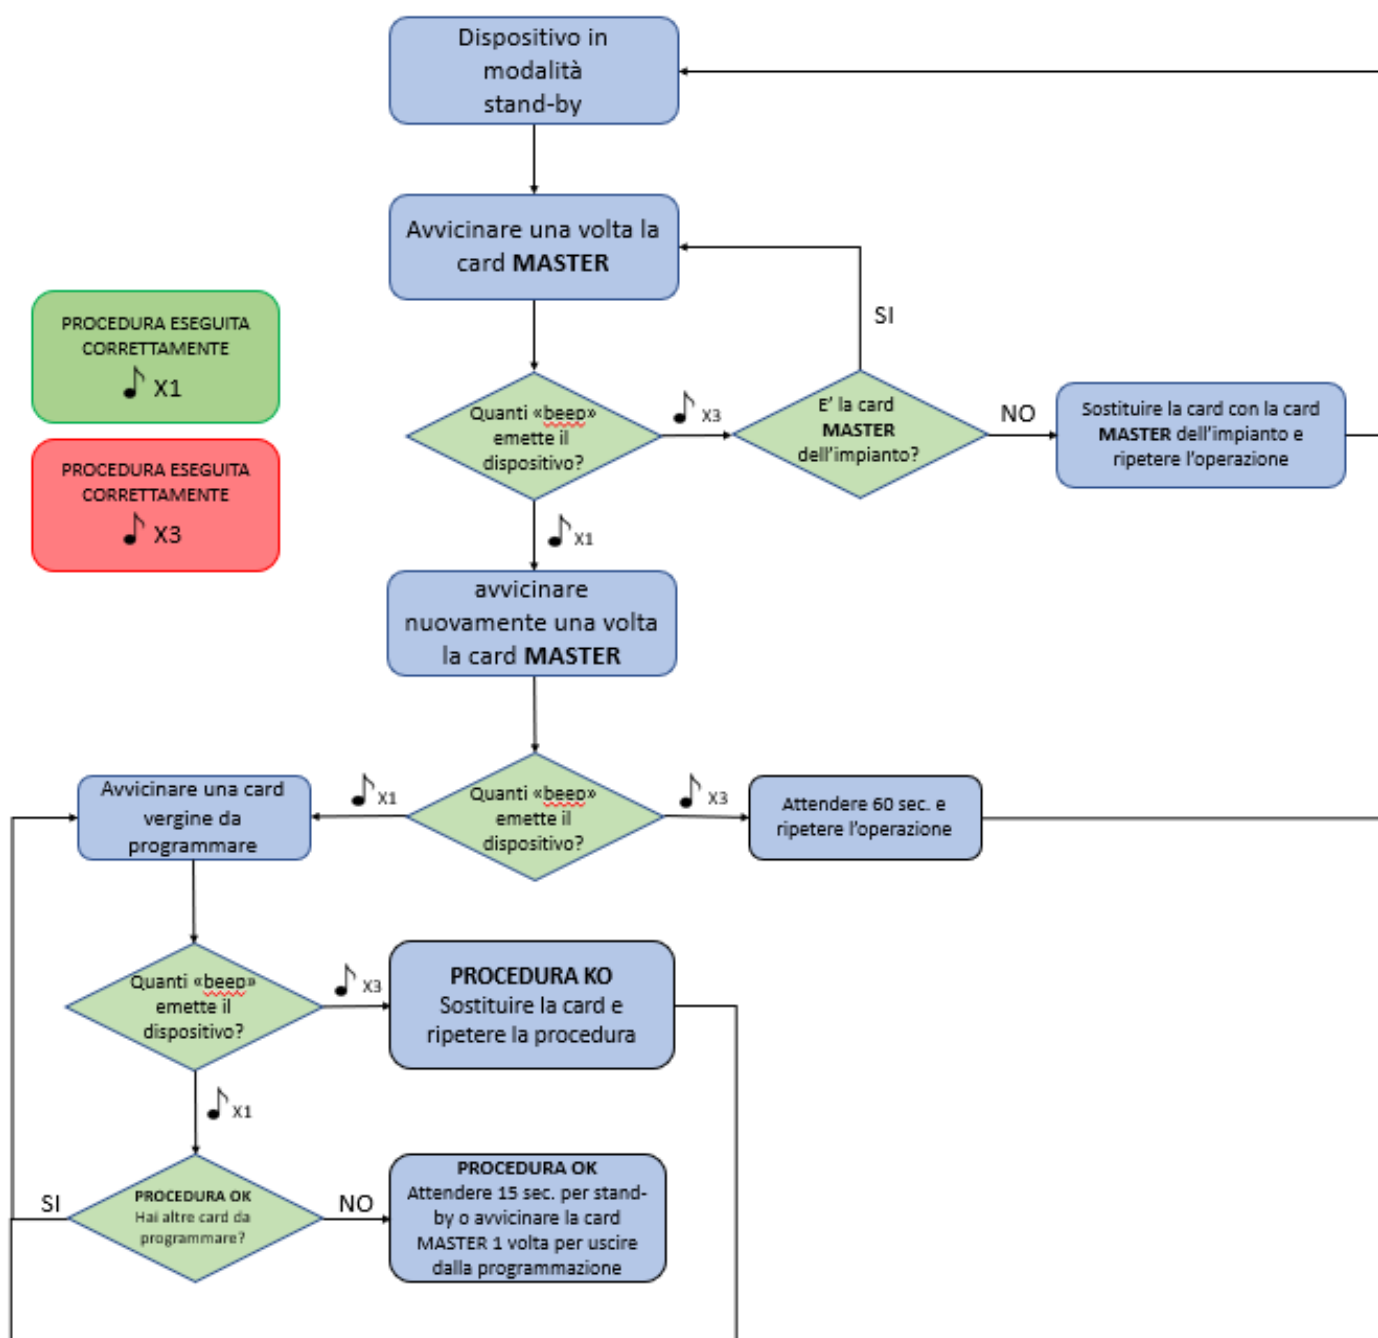 Dispositivo in
modalità
stand-by
Avvicinare una volta la
card MASTER
SI
PROCEDURA ESEGUITA
CORRETTAMENTE
X1
PROCEDURA ESEGUITA
CORRETTAMENTE
X3
Quanti «beep»
emette il
dispositivo?
X3
E' la card
MASTER
dell'impianto?
NO
Sostituire la card con la card
MASTER dell'impianto e
ripetere l'operazione
X1
avvicinare
nuovamente una volta
la card MASTER
Avvicinare una card
vergine da
programmare
X1
Quanti «beep»
emette il
dispositivo?
X3
Attendere 60 sec. e
ripetere l'operazione
Quanti «beep»
emette il
dispositivo?
X3
PROCEDURA KO
Sostituire la card e
ripetere la procedura
X1
SI
PROCEDURA OK
Hai altre card da
programmare?
NO
PROCEDURA OK
Attendere 15 sec. per stand-
by o avvicinare la card
MASTER 1 volta per uscire
dalla programmazione